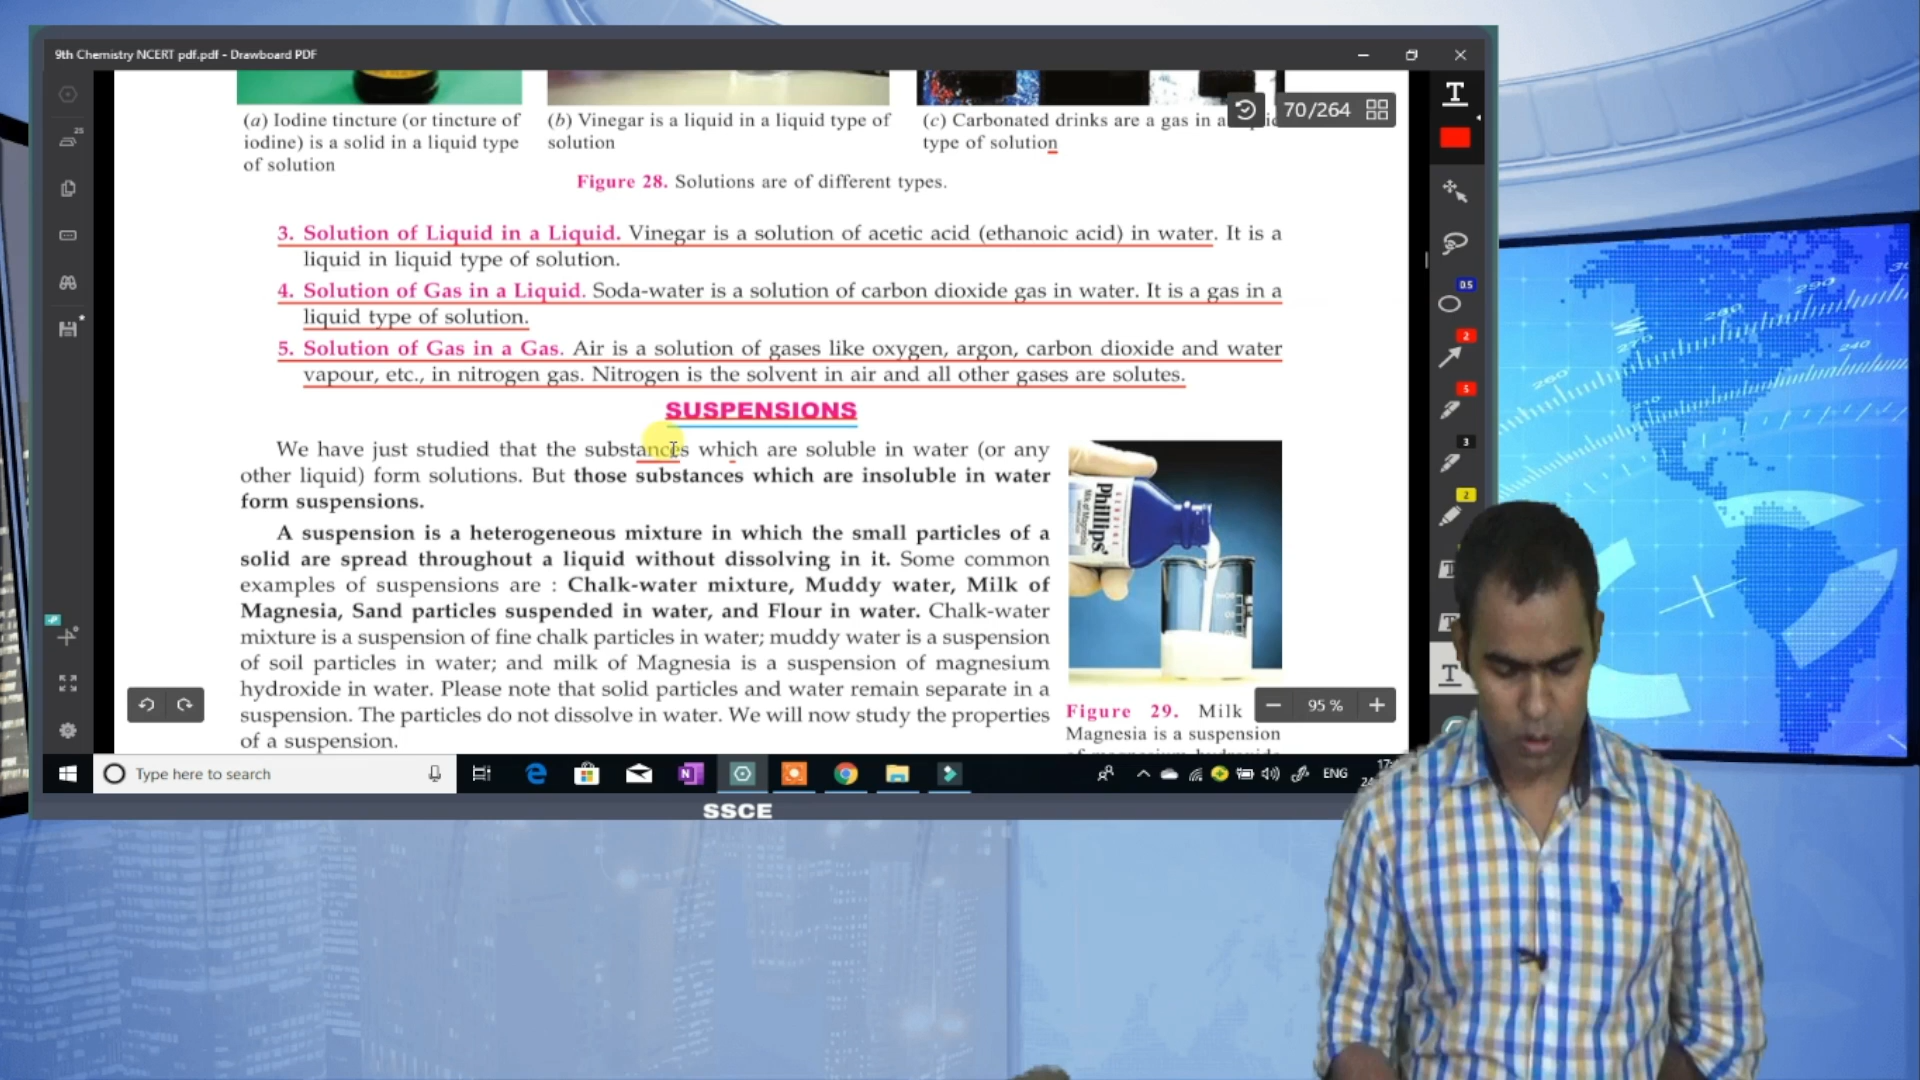 9th Chemistry NCERT pdf.pdf - Drawboard PDF
70/264
(a) Iodine tincture (or tincture of
iodine) is a solid in a liquid type
of solution
(b) Vinegar is a liquid in a liquid type of
solution
(c) Carbonated drinks are a gas in a
type of solution
Figure 28. Solutions are of different types.
3. Solution of Liquid in a Liquid. Vinegar is a solution of acetic acid (ethanoic acid) in water. It is a
liquid in liquid type of solution.
4. Solution of Gas in a Liquid. Soda-water is a solution of carbon dioxide gas in water. It is a gas in a
liquid type of solution.
5. Solution of Gas in a Gas. Air is a solution of gases like oxygen, argon, carbon dioxide and water
vapour, etc., in nitrogen gas. Nitrogen is the solvent in air and all other gases are solutes.
SUSPENSIONS
We have just studied that the substances which are soluble in water (or any
other liquid) form solutions. But those substances which are insoluble in water
form suspensions.
A suspension is a heterogeneous mixture in which the small particles of a
solid are spread throughout a liquid without dissolving in it. Some common
examples of suspensions are : Chalk-water mixture, Muddy water, Milk of
Magnesia, Sand particles suspended in water, and Flour in water. Chalk-water
mixture is a suspension of fine chalk particles in water; muddy water is a suspension
of soil particles in water; and milk of Magnesia is a suspension of magnesium
hydroxide in water. Please note that solid particles and water remain separate in a
suspension. The particles do not dissolve in water. We will now study the properties
of a suspension.
Phillips'
Figure 29. Milk
Magnesia is a suspension
95 %
25
0.5
2
5
3
2
Type here to search
ENG
SSCE
260
290
240